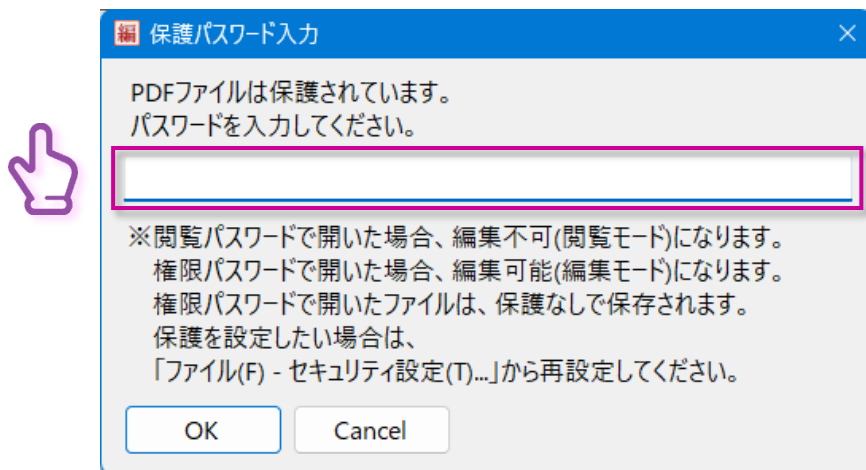 編 保護パスワード入力
PDFファイルは保護されています。
パスワードを入力してください。
※閲覧パスワードで開いた場合、編集不可(閲覧モード)になります。
権限パスワードで開いた場合、編集可能(編集モード)になります。
権限パスワードで開いたファイルは、保護なしで保存されます。
保護を設定したい場合は、
「ファイル(F) - セキュリティ設定(T)...」から再設定してください。
OK Cancel